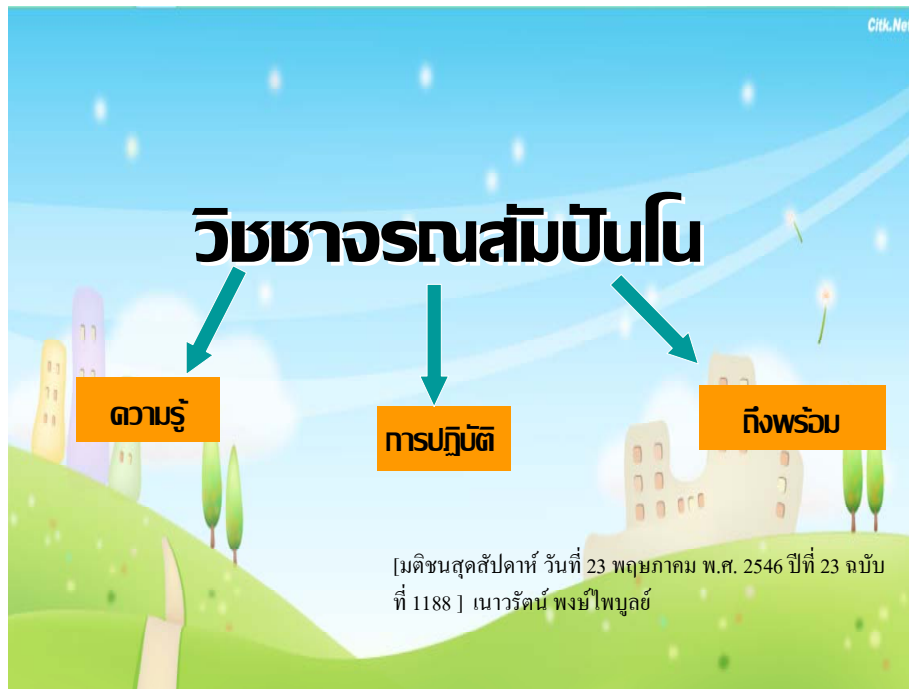 Citk.Net
วิชชาจรณสัมปันโน
ความรู้
การปฏิบัติ
ถึงพร้อม
[มติชนสุดสัปดาห์ วันที่ 23 พฤษภาคม พ.ศ. 2546 ปีที่ 23 ฉบับ
ที่ 1188 ] เนาวรัตน์ พงษ์ไพบูลย์